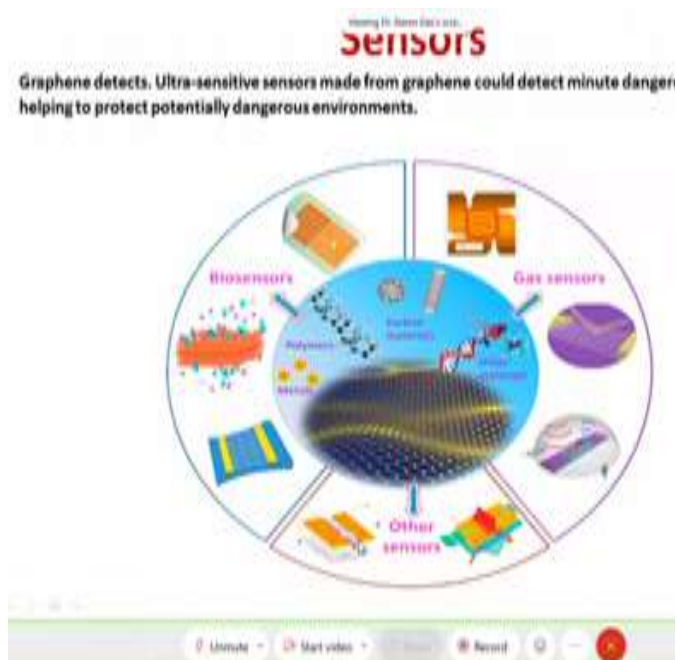 Sensors
Graphene detects. Ultra-sensitive sensors made from graphene could detect minute danger
helping to protect potentially dangerous environments.
Biosensors
Gas sensors
Polymers
Metals
Other
sensors
Unmute
Start video
Record